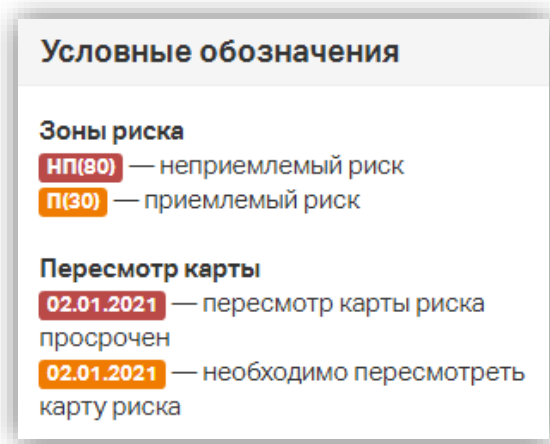 Условные обозначения
Зоны риска
НП(80) — неприемлемый риск
П(30) — приемлемый риск
Пересмотр карты
02.01.2021 — пересмотр карты риска
просрочен
02.01.2021 — необходимо пересмотреть
карту риска